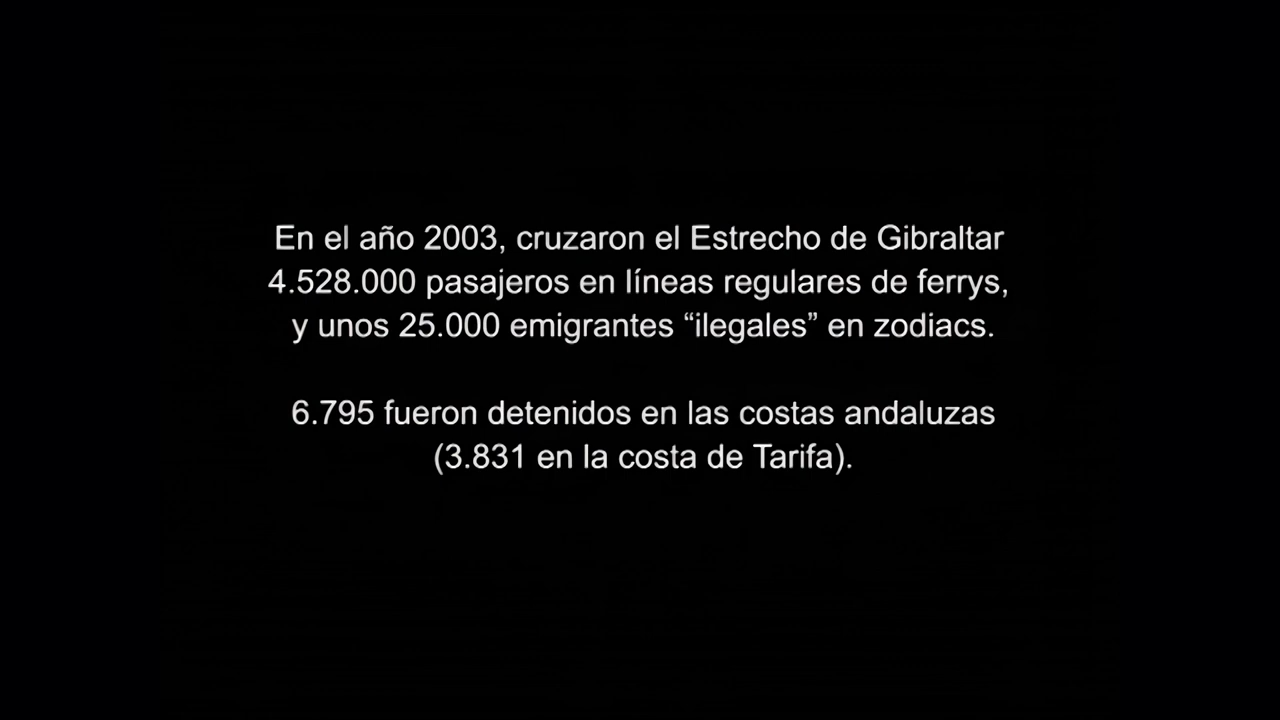 En el año 2003, cruzaron el Estrecho de Gibraltar
4.528.000 pasajeros en líneas regulares de ferrys,
y unos 25.000 emigrantes “ilegales” en zodiacs.
6.795 fueron detenidos en las costas andaluzas
(3.831 en la costa de Tarifa).